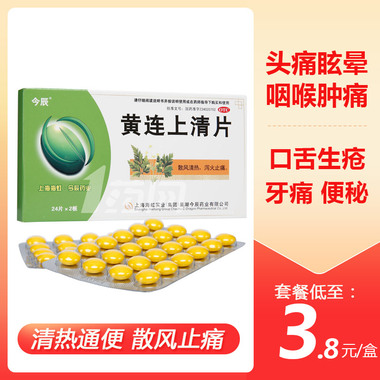 头痛眩晕
咽喉肿痛
口舌生疮
牙痛 便秘
套餐低至：
3.8元/盒
今辰
OTC
黄连上清片
散风清热，泻火止痛。
24片×2板
清热通便 散风止痛